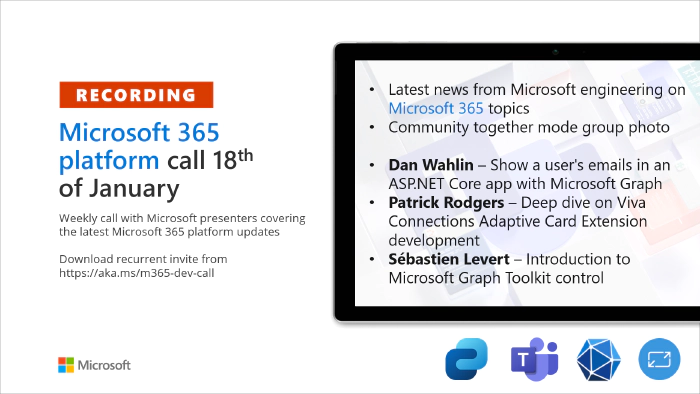 RECORDING
Microsoft 365
platform call 18th
of January
Weekly call with Microsoft presenters covering
the latest Microsoft 365 platform updates
Download recurrent invite from
https://aka.ms/m365-dev-call
Microsoft
• Latest news from Microsoft engineering on
Microsoft 365 topics
• Community together mode group photo
• Dan Wahlin – Show a user's emails in an
ASP.NET Core app with Microsoft Graph
• Patrick Rodgers – Deep dive on Viva
Connections Adaptive Card Extension
development
• Sébastien Levert – Introduction to
Microsoft Graph Toolkit control
T